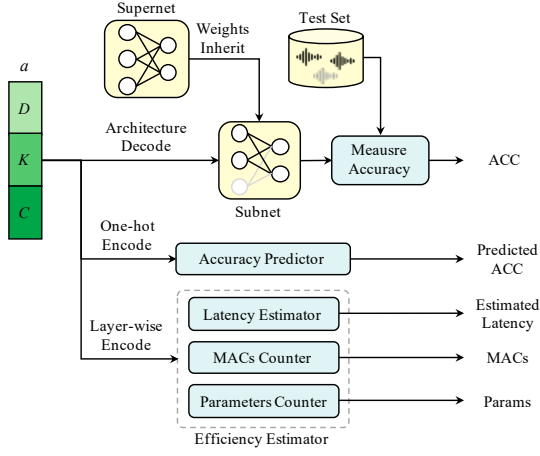 Supernet
Weights
Inherit
Test Set
a
D
K
C
Architecture
Decode
Subnet
Meausre
Accuracy
ACC
One-hot
Encode
Accuracy Predictor
Predicted
ACC
Layer-wise
Encode
Latency Estimator
Estimated
Latency
MACs Counter
MACs
Parameters Counter
Params
Efficiency Estimator